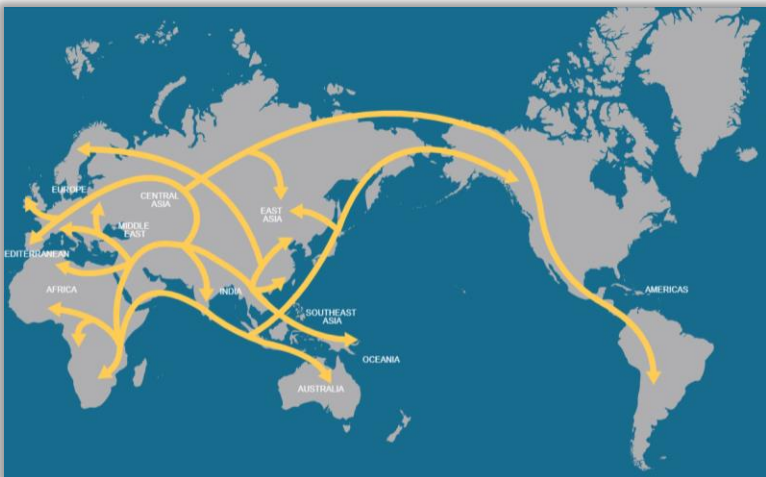 EUROPE
CENTRAL
ASIA
EAST
ASIA
MIDDLE
EAST
EDITERRANEAN
AFRICA
INDIA
AMERICAS
SOUTHEAST
ASIA
OCEANIA
AUSTRALIA